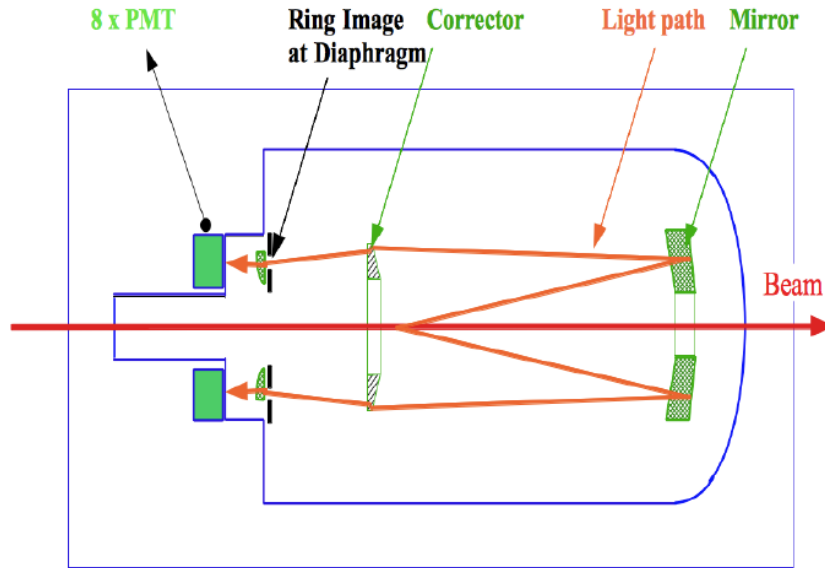 8 x PMT
Ring Image
at Diaphragm
Corrector
Light path
Mirror
Beam